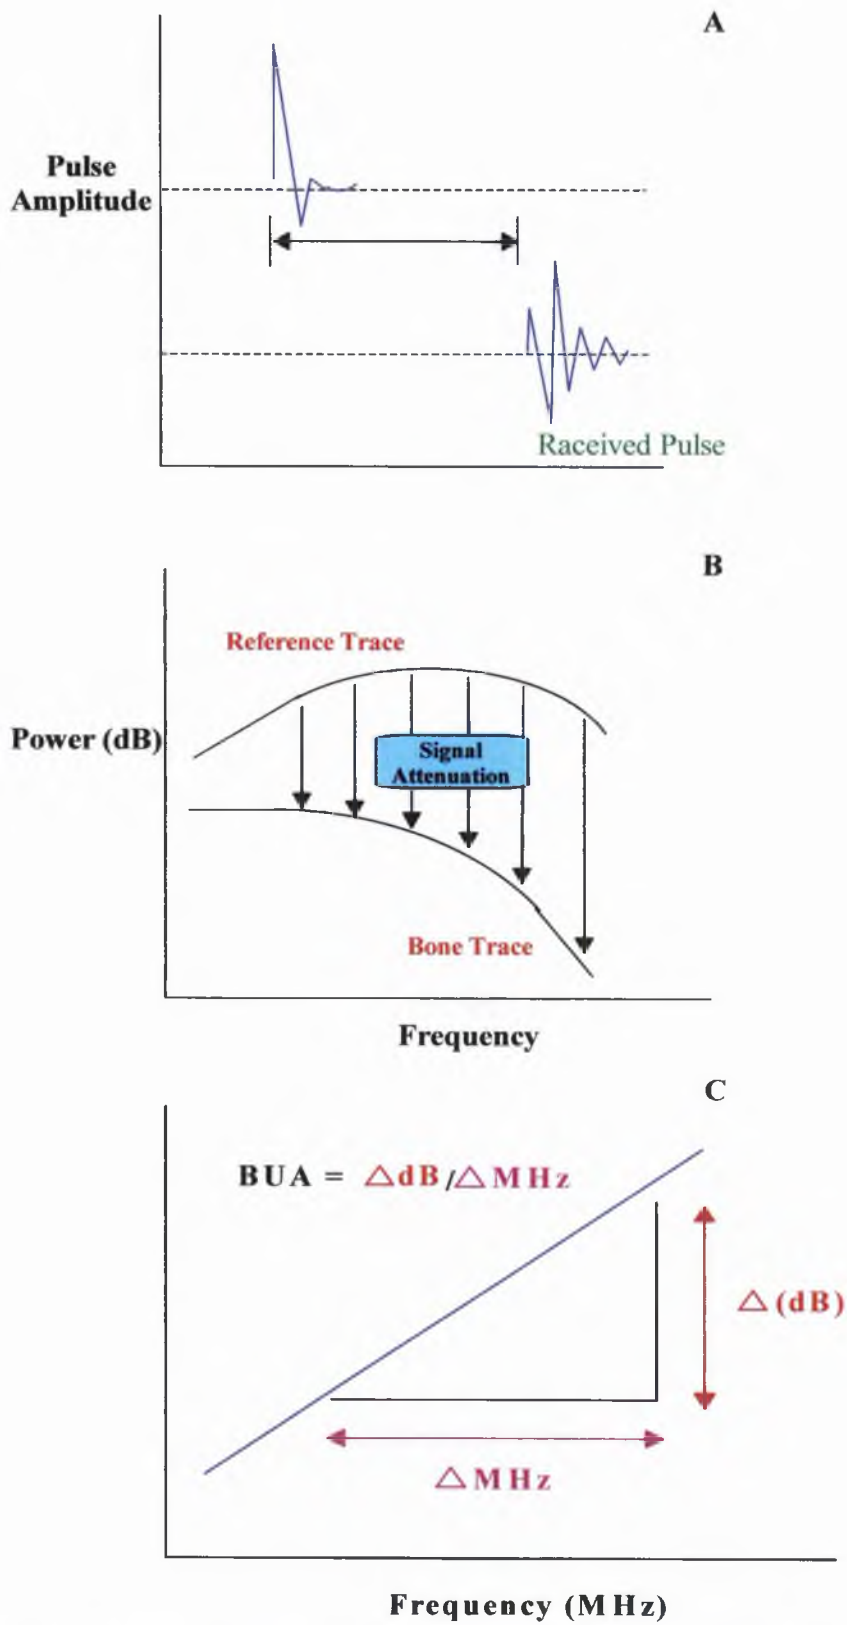 A
Pulse
Amplitude
Raceived Pulse
B
Reference Trace
Power (dB)
Signal
Attenuation
Bone Trace
Frequency
C
BUA = △dB/△MHz
△(dB)
△MHz
Frequency (MHz)